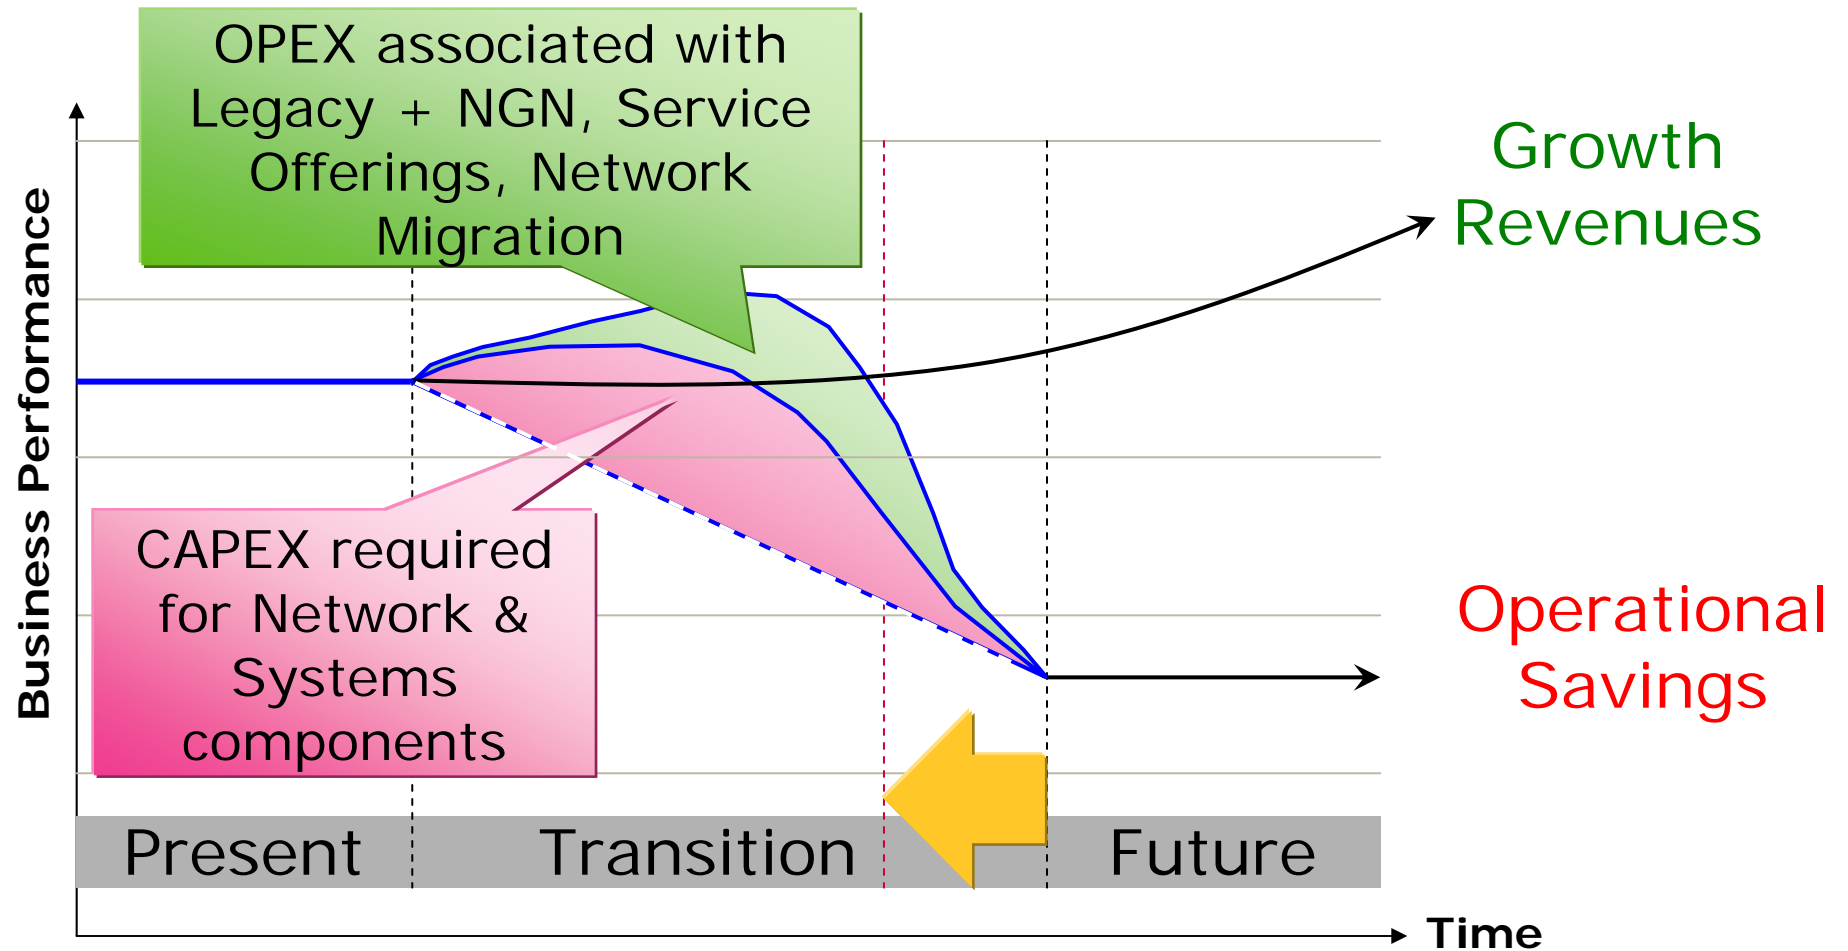 OPEX associated with
Legacy + NGN, Service
Offerings, Network
Migration
Growth
Revenues
Business Performance
CAPEX required
for Network &
Systems
components
Operational
Savings
Present
Transition
Future
Time